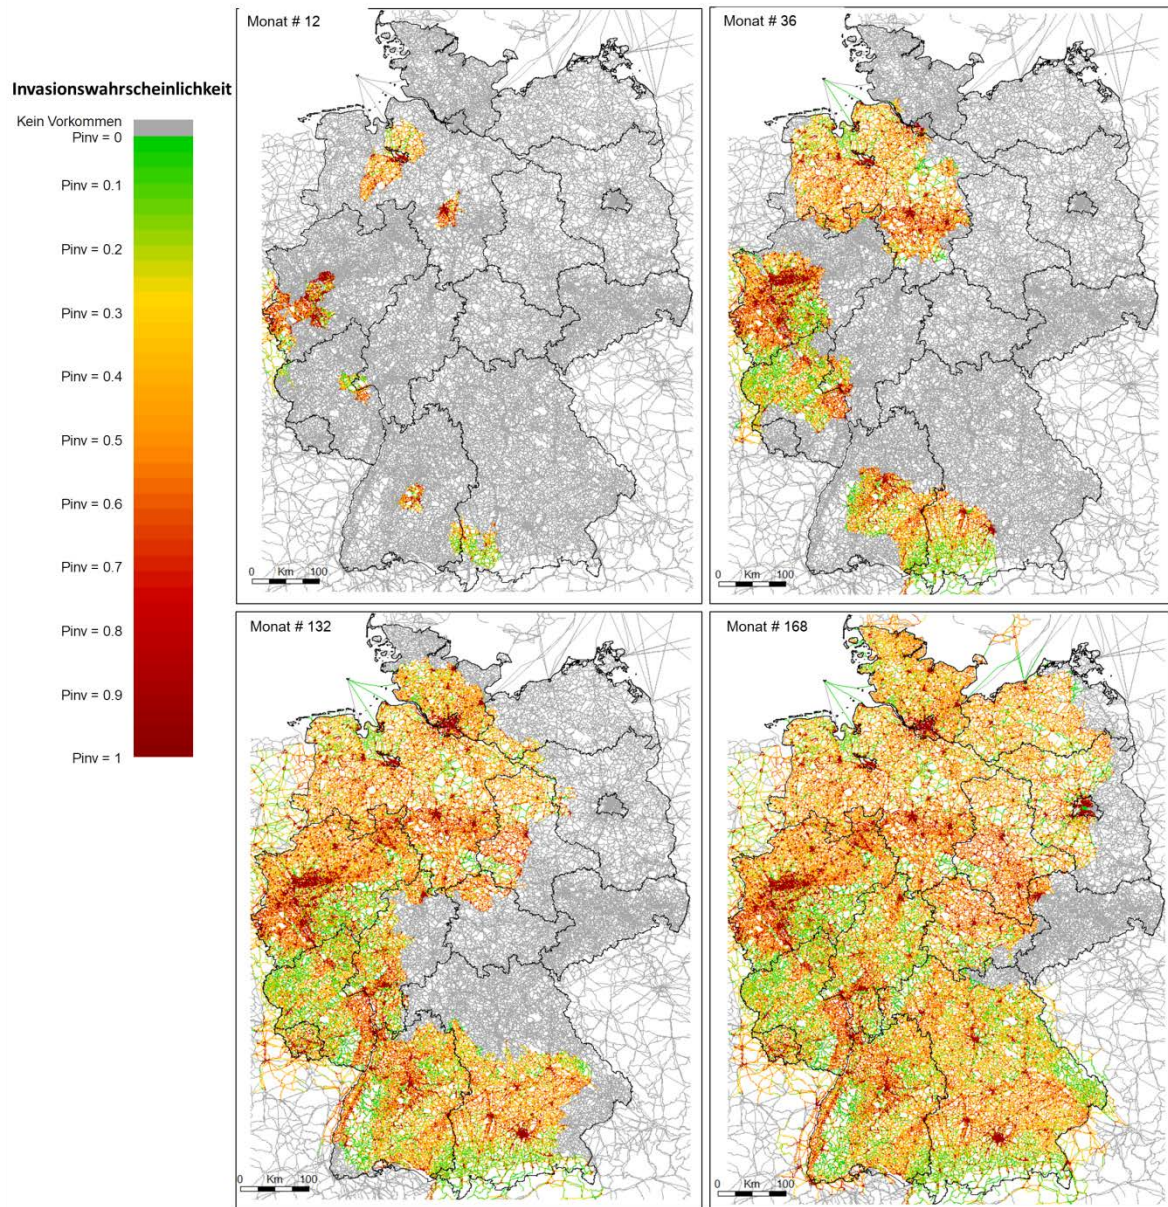 Invasionswahrscheinlichkeit
Kein Vorkommen
Pinv = 0
Pinv = 0.1
Pinv = 0.2
Pinv = 0.3
Pinv = 0.4
Pinv = 0.5
Pinv = 0.6
Pinv = 0.7
Pinv = 0.8
Pinv = 0.9
Pinv = 1
Monat # 12
0 Km 100
Monat # 36
0 Km 100
Monat # 132
0 Km 100
Monat # 168
0 Km 100